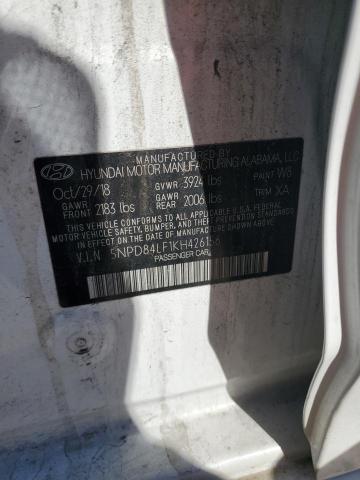 MANUFACTURED BY
HYUNDAI MOTOR MANUFACTURING ALABAMA, LLC
Oct/29/18 GVWR 3924 lbs PAINT W8
GAWR FRONT 2183 lbs GAWR REAR 2006 lbs TRIM XA
THIS VEHICLE CONFORMS TO ALL APPLICABLE U.S.A. FEDERAL
MOTOR VEHICLE SAFETY, BUMPER AND THEFT PREVENTION STANDARDS
IN EFFECT ON THE DATE OF MANUFACTURE SHOWN ABOVE.
V.I.N 5NPD84LF1KH426156
PASSENGER CAR